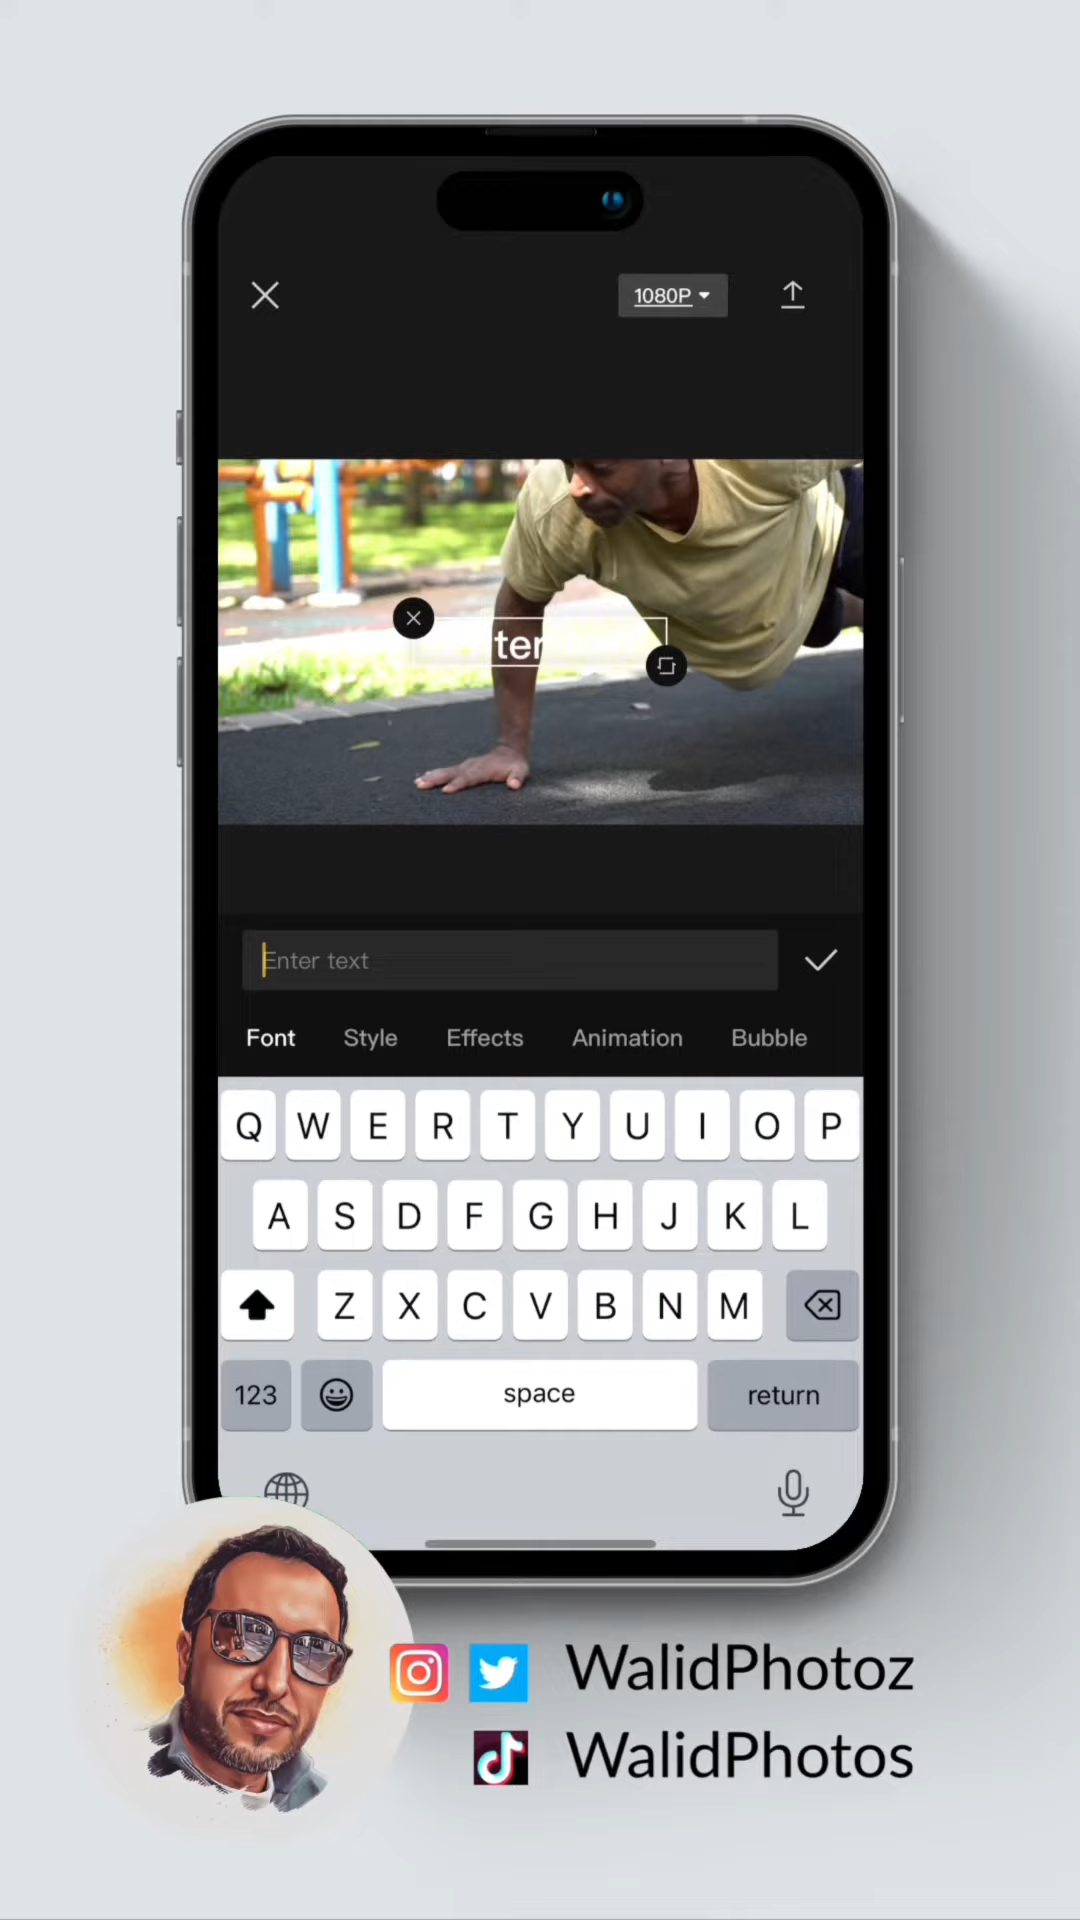 1080P
ter
Enter text
Font Style Effects Animation Bubble
Q W E R T Y U I O P
A S D F G H J K L
Z X C V B N M
123 space return
WalidPhotoz
WalidPhotos